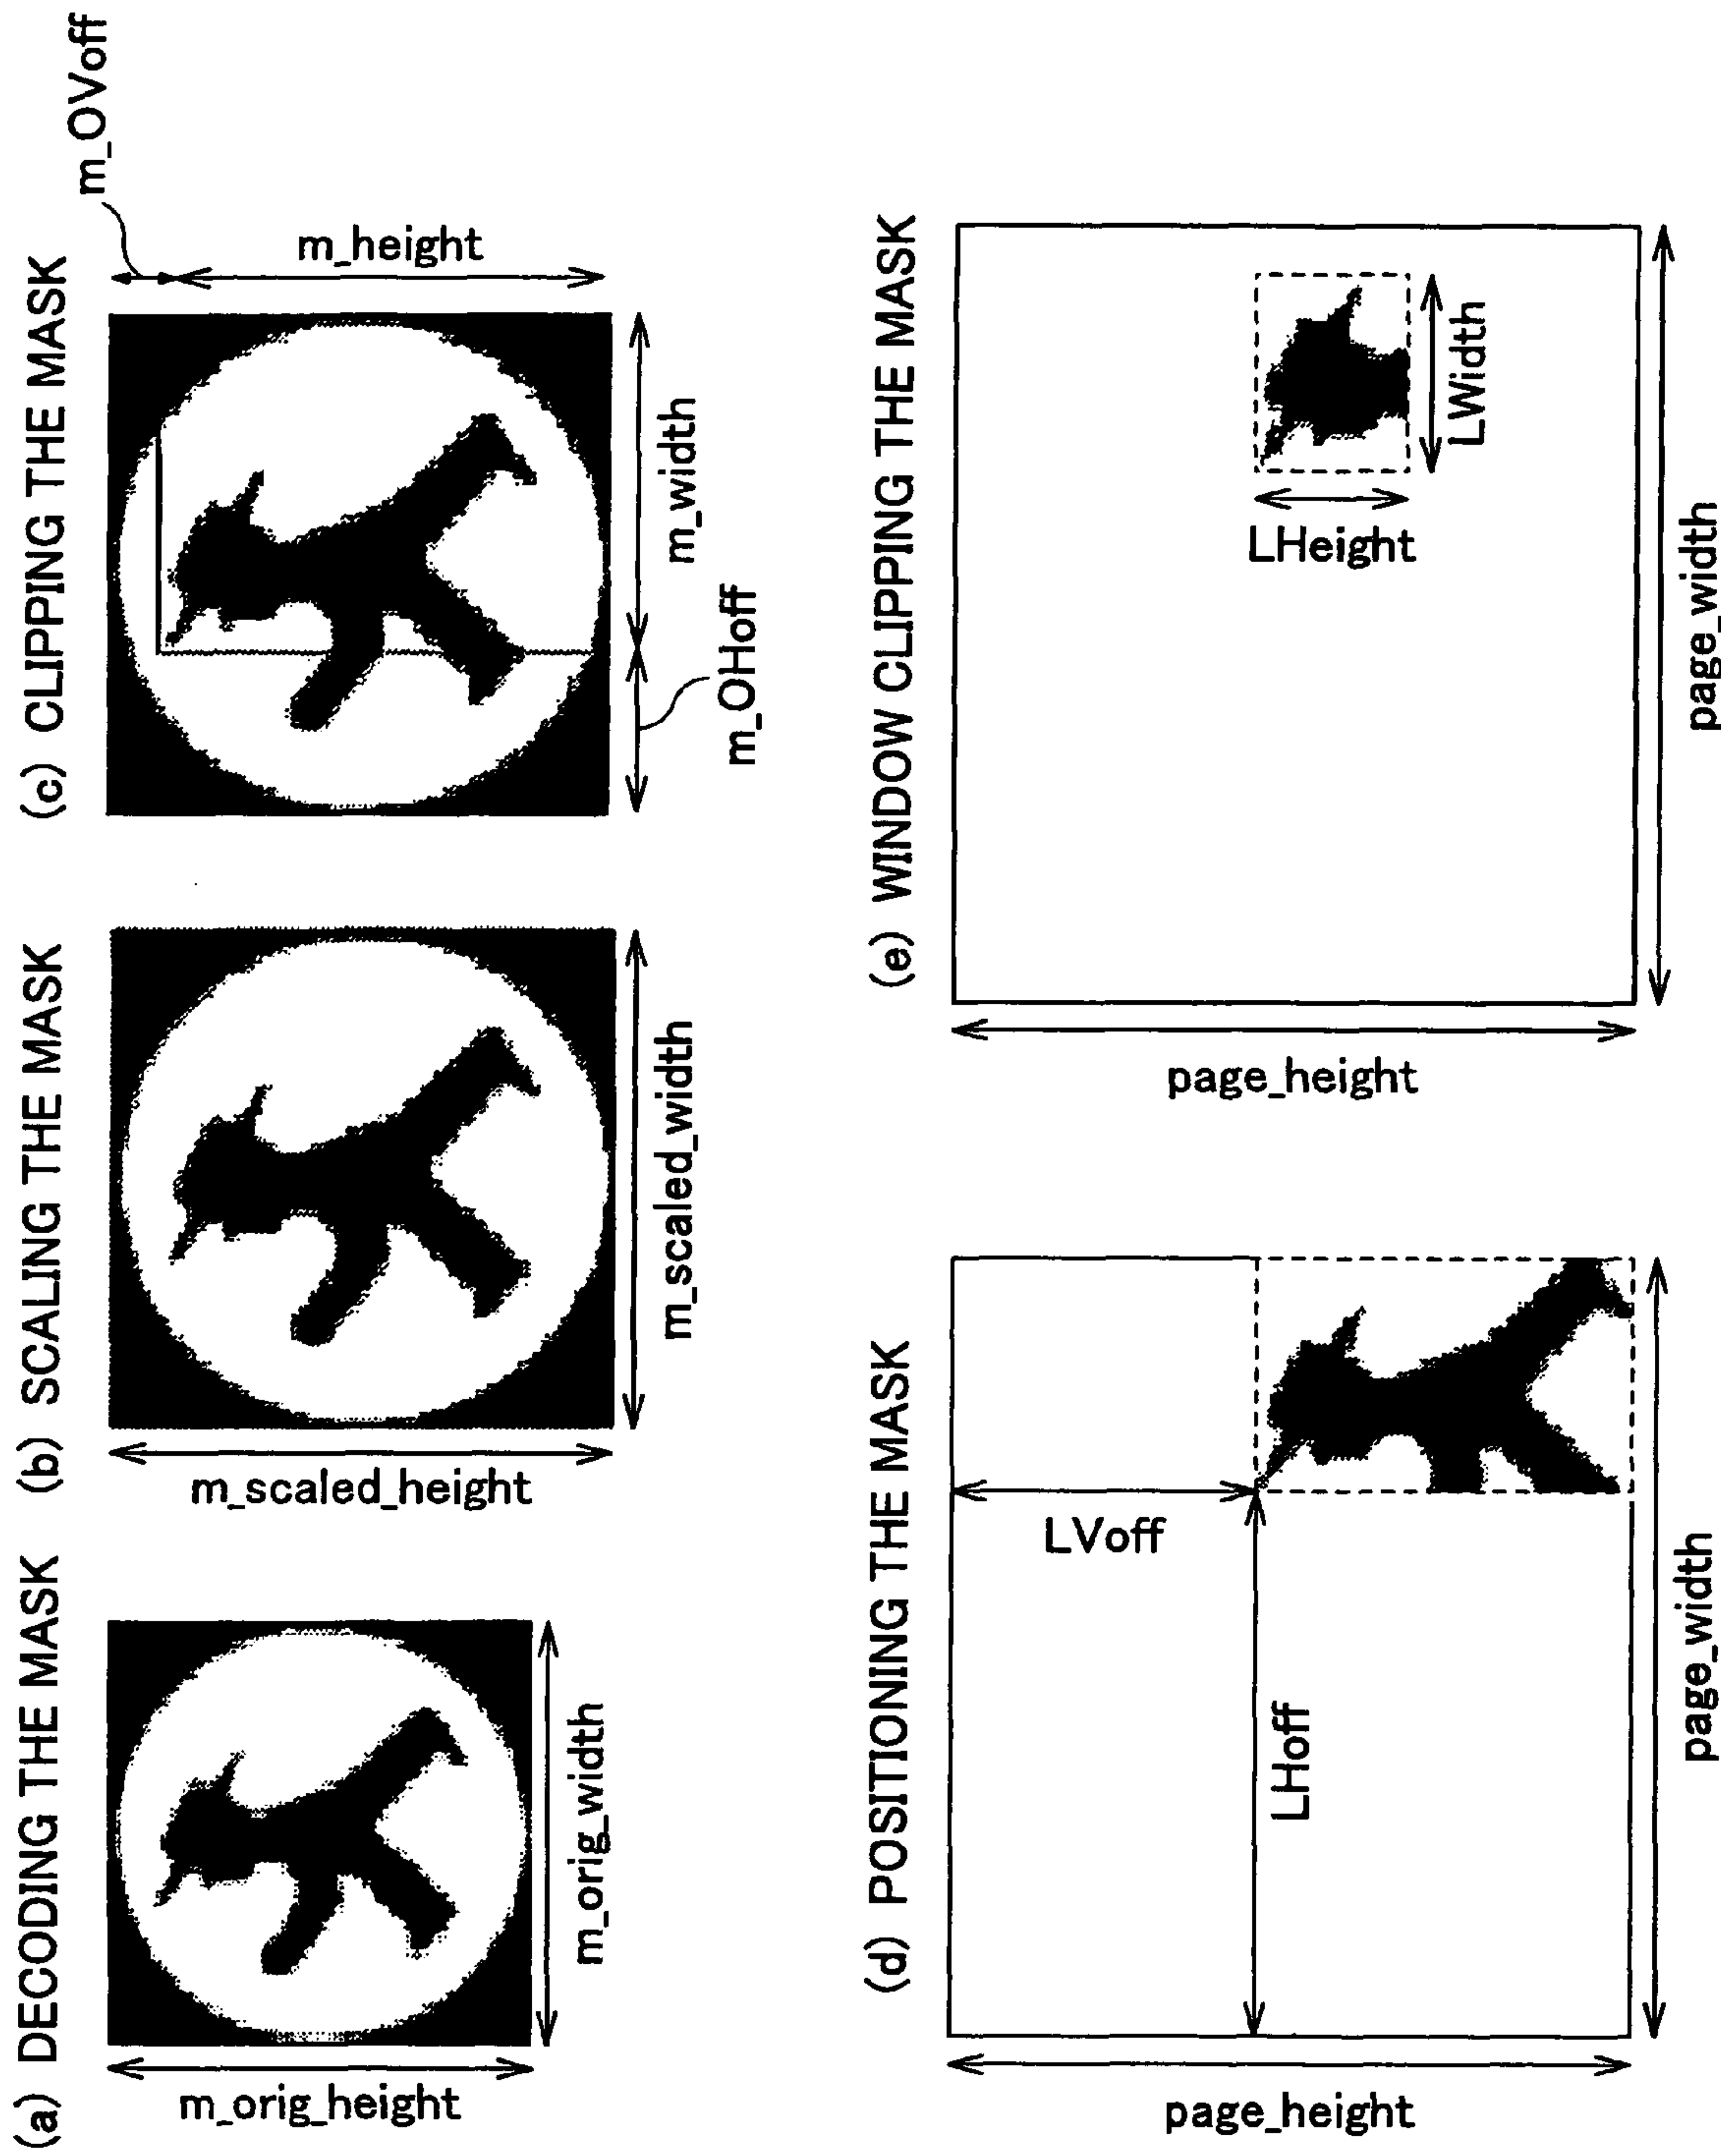 (a) DECODING THE MASK
m_orig_height
m_orig_width
(b) SCALING THE MASK
m_scaled_height
m_scaled_width
(c) CLIPPING THE MASK
m_OVoff
m_height
m_width
m_OHoff
(d) POSITIONING THE MASK
LVoff
LHoff
page_height
page_width
(e) WINDOW CLIPPING THE MASK
LHeight
LWidth
page_height
page_width